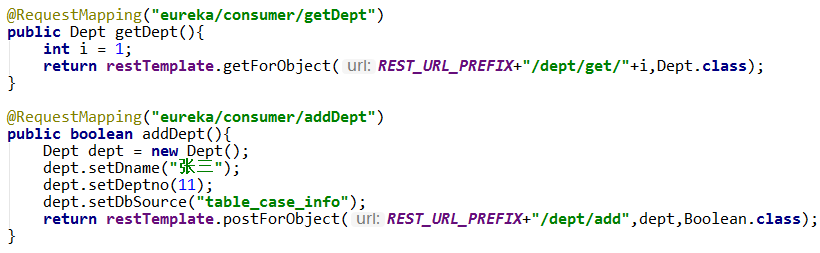 @RequestMapping("eureka/consumer/getDept")
public Dept getDept(){
    int i = 1;
    return restTemplate.getForObject( url: REST_URL_PREFIX+"/dept/get/"+i,Dept.class);
}
@RequestMapping("eureka/consumer/addDept")
public boolean addDept(){
    Dept dept = new Dept();
    dept.setDname("张三");
    dept.setDeptno(11);
    dept.setDbSource("table_case_info");
    return restTemplate.postForObject( url: REST_URL_PREFIX+"/dept/add",dept,Boolean.class);
}